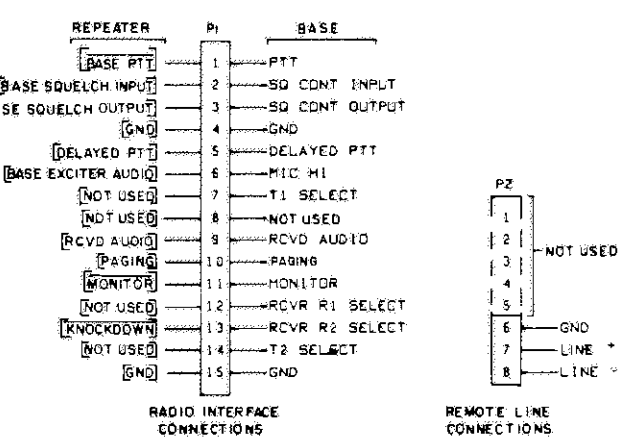 REPEATER P1 BASE
[BASE PTT] 1 PTT
[BASE SQUELCH INPUT] 2 SQ CONT INPUT
SE SQUELCH OUTPUT] 3 SQ CONT OUTPUT
[GND] 4 GND
[DELAYED PTT] 5 DELAYED PTT
[BASE EXCITER AUDIO] 6 MIC HI
[NOT USED] 7 T1 SELECT
[NOT USED] 8 NOT USED
[RCVD AUDIO] 9 RCVD AUDIO
[PAGING] 10 PAGING
[MONITOR] 11 MONITOR
[NOT USED] 12 RCVR R1 SELECT
[KNOCKDOWN] 13 RCVR R2 SELECT
[NOT USED] 14 T2 SELECT
[GND] 15 GND
RADIO INTERFACE
CONNECTIONS
P2
1
2
3
4
5
NOT USED
6 GND
7 LINE +
8 LINE -
REMOTE LINE
CONNECTIONS